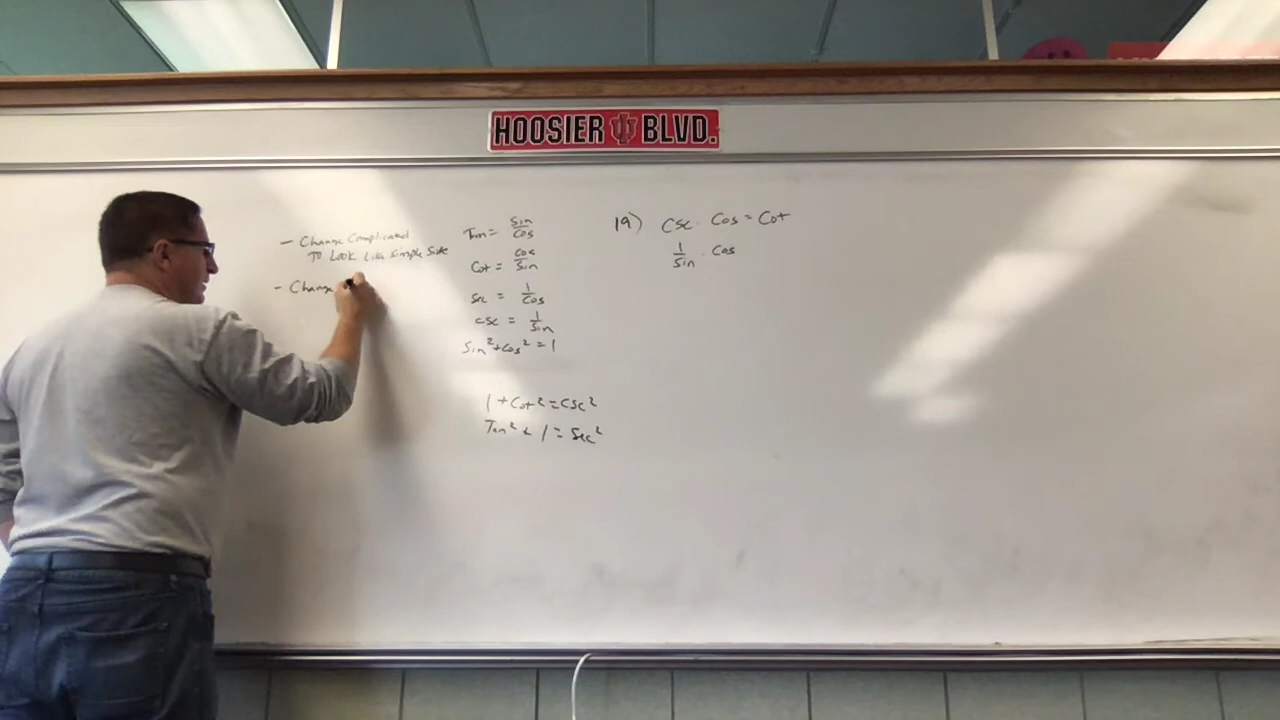 HOOSIER BLVD.
- Change Complicated
To Look Like Simple Side
- Change
Tan = Sin/Cos
Cot = Cos/Sin
Sec = 1/Cos
csc = 1/Sin
Sin²+Cos² = 1
1+Cot²=Csc²
Tan²+1=Sec²
19) Csc · Cos = Cot
1/Sin · Cos